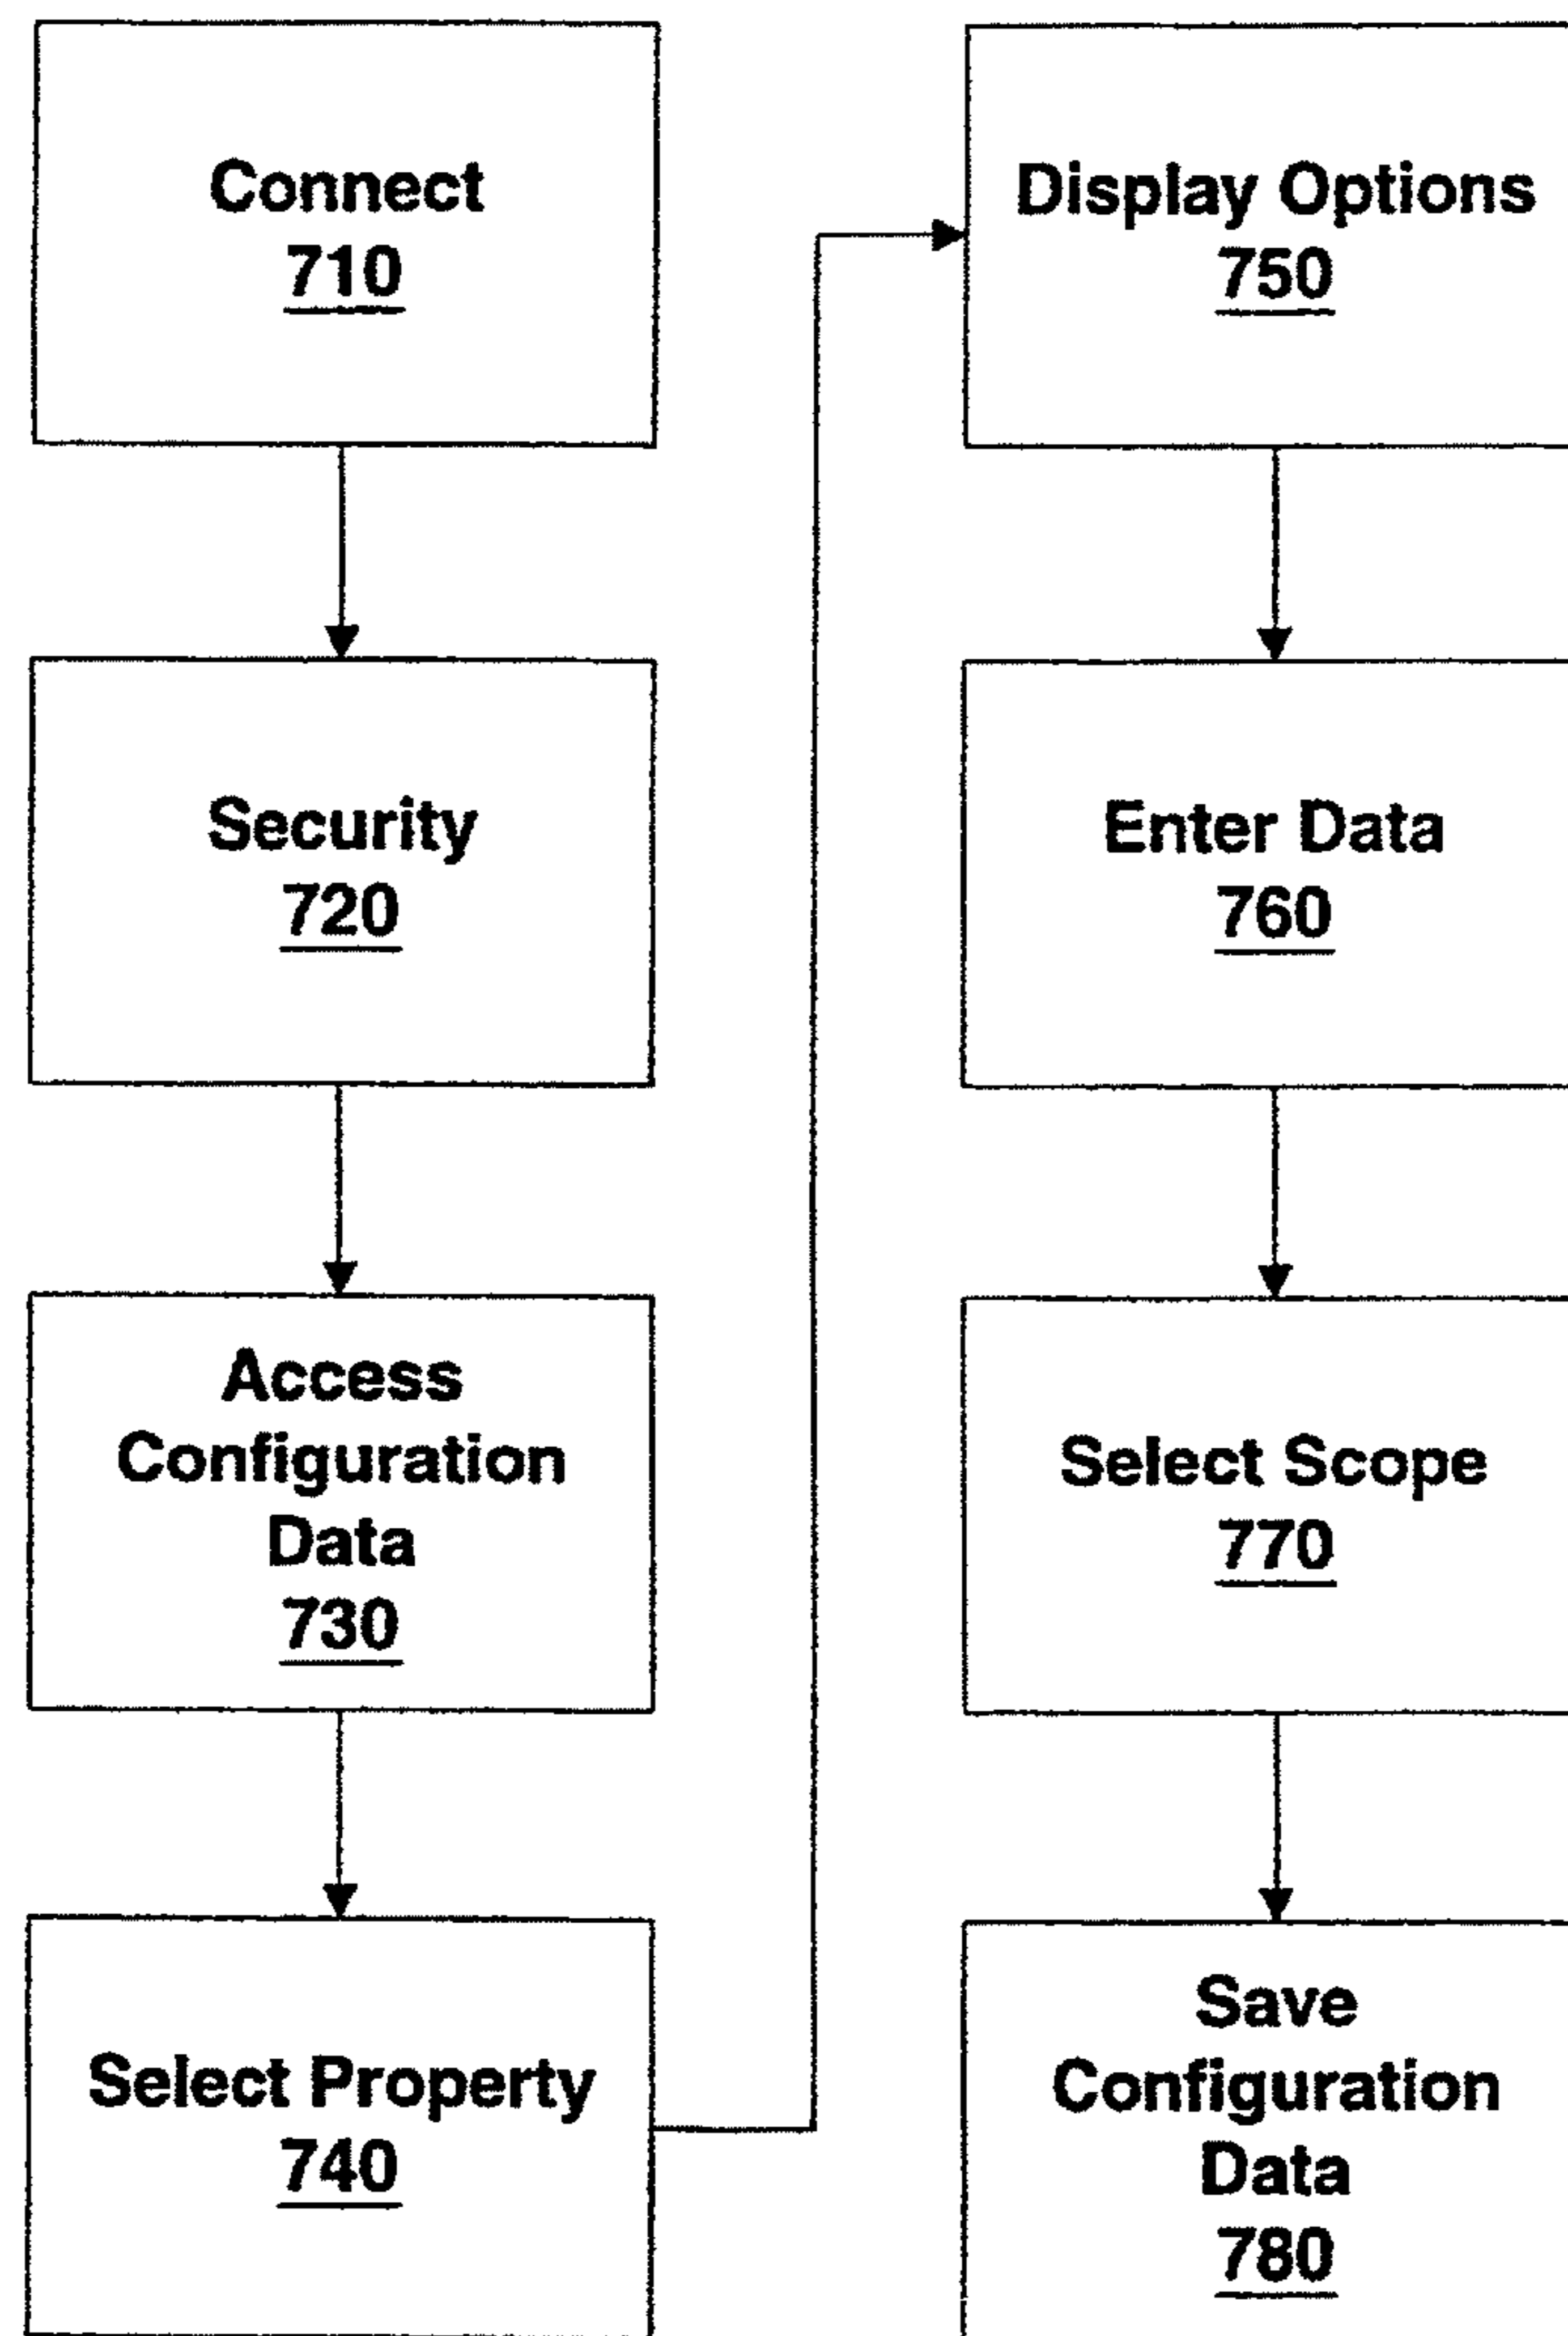 Connect
710
Security
720
Access
Configuration
Data
730
Select Property
740
Display Options
750
Enter Data
760
Select Scope
770
Save
Configuration
Data
780